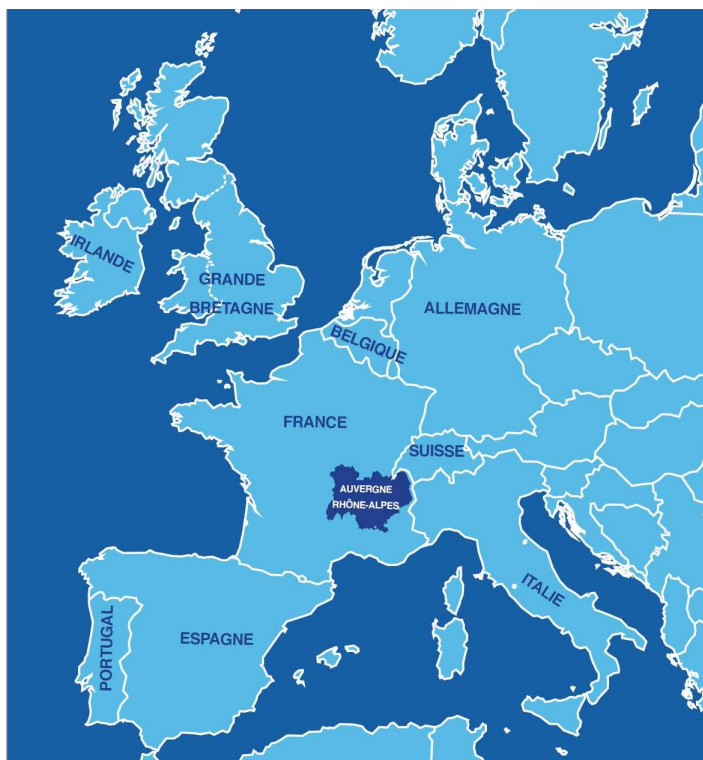 IRLANDE
GRANDE
BRETAGNE
ALLEMAGNE
BELGIQUE
FRANCE
SUISSE
AUVERGNE
RHÔNE-ALPES
ITALIE
PORTUGAL
ESPAGNE